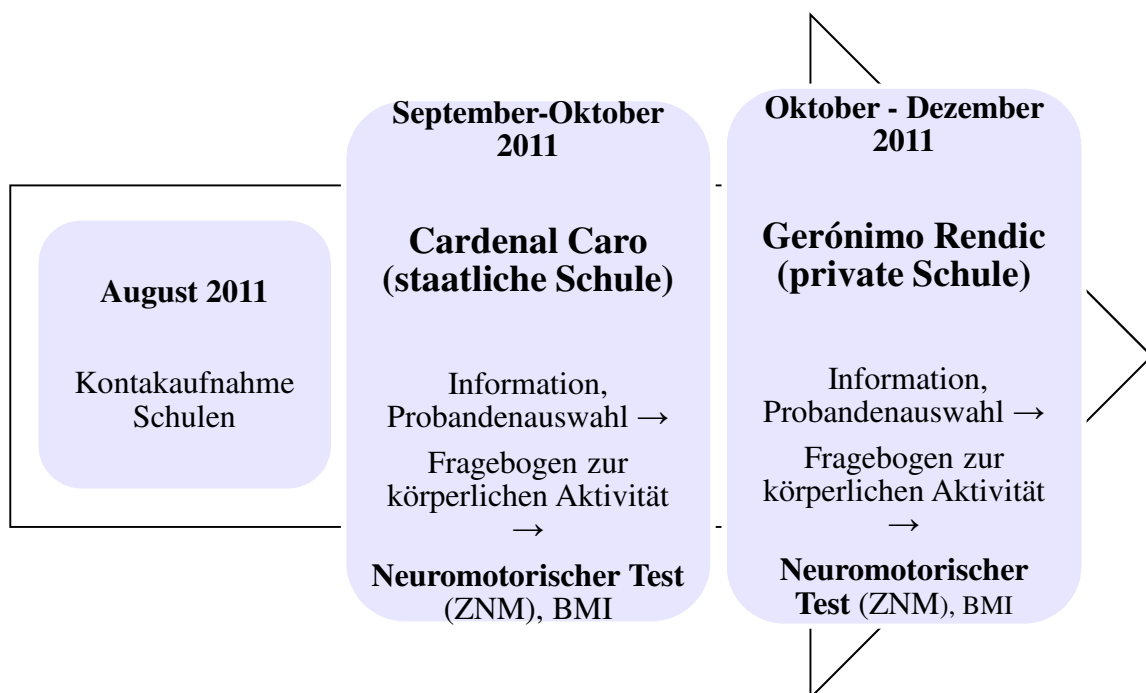 August 2011
Kontakaufnahme
Schulen
September-Oktober
2011
Cardenal Caro
(staatliche Schule)
Information,
Probandenauswahl →
Fragebogen zur
körperlichen Aktivität
→
Neuromotorischer Test
(ZNM), BMI
Oktober - Dezember
2011
Gerónimo Rendic
(private Schule)
Information,
Probandenauswahl →
Fragebogen zur
körperlichen Aktivität
→
Neuromotorischer
Test (ZNM), BMI